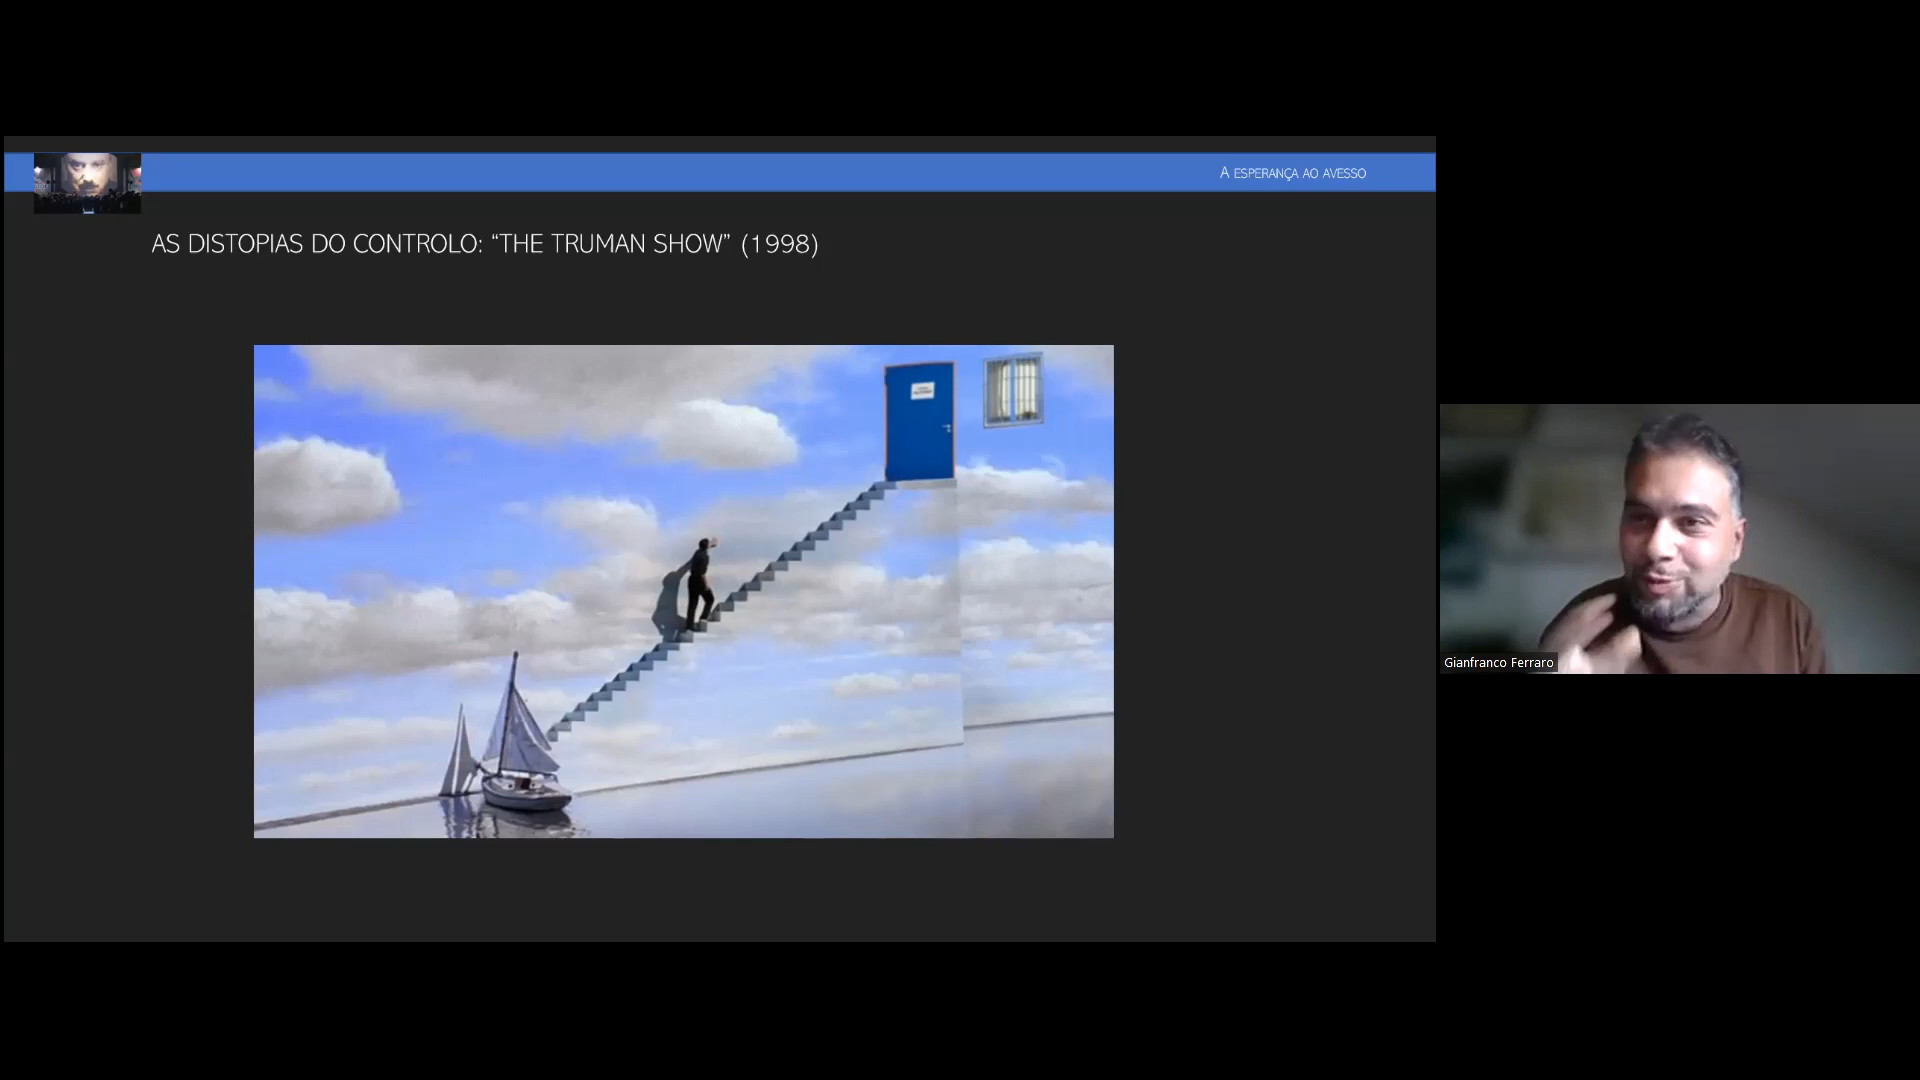 A ESPERANÇA AO AVESSO
AS DISTOPIAS DO CONTROLO: “THE TRUMAN SHOW” (1998)
Gianfranco Ferraro